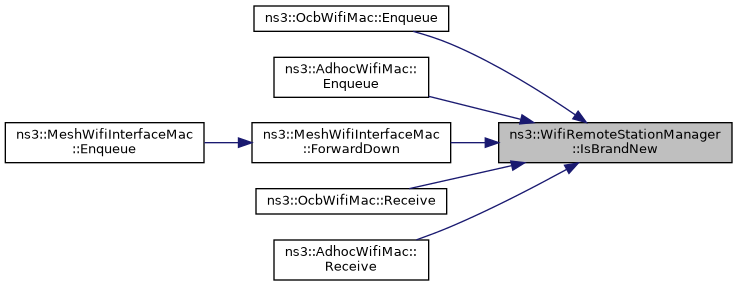 ns3::OcbWifiMac::Enqueue
ns3::AdhocWifiMac::
Enqueue
ns3::MeshWifiInterfaceMac
::Enqueue
ns3::MeshWifiInterfaceMac
::ForwardDown
ns3::WifiRemoteStationManager
::IsBrandNew
ns3::OcbWifiMac::Receive
ns3::AdhocWifiMac::
Receive